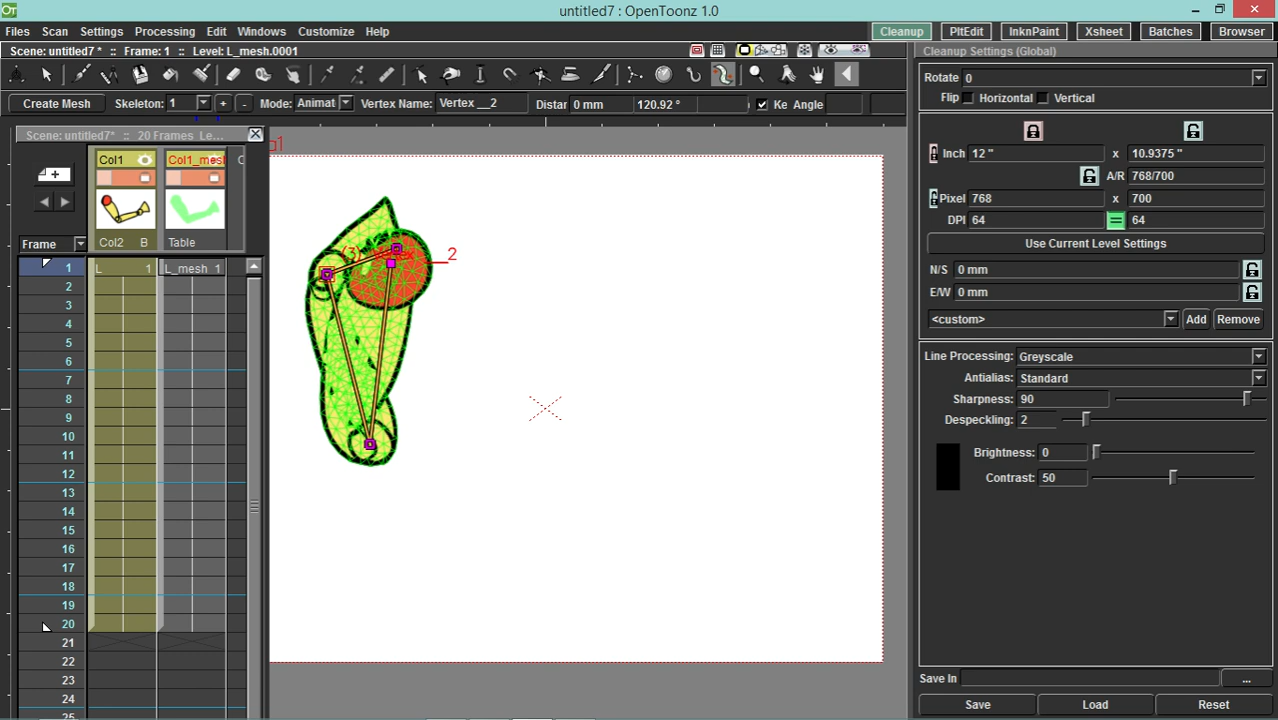 untitled7 : OpenToonz 1.0
Files Scan Settings Processing Edit Windows Customize Help
Cleanup PltEdit InknPaint Xsheet Batches Browser
Scene: untitled7 * :: Frame: 1 :: Level: L_mesh.0001
Cleanup Settings (Global)
Create Mesh Skeleton: 1 + - Mode: Animat Vertex Name: Vertex __2 Distar 0 mm 120.92 ° Ke Angle
Rotate 0
Flip Horizontal Vertical
Inch 12 " x 10.9375 "
A/R 768/700
Pixel 768 x 700
DPI 64 64
Use Current Level Settings
N/S 0 mm
E/W 0 mm
<custom> Add Remove
Line Processing: Greyscale
Antialias: Standard
Sharpness: 90
Despeckling: 2
Brightness: 0
Contrast: 50
Save In ...
Save Load Reset
Scene: untitled7* :: 20 Frames Le...
Col1 Col1_mesh
Col2 B Table
Frame
1 L 1 L_mesh 1
2
3
4
5
6
7
8
9
10
11
12
13
14
15
16
17
18
19
20
21
22
23
24
25
2